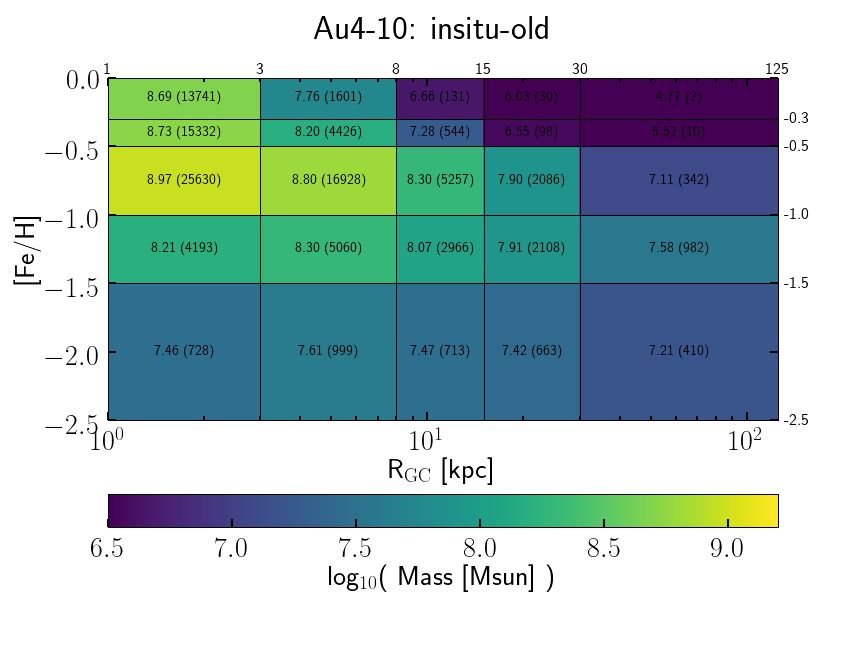 Au4-10: insitu-old
1 3 8 15 30 125
0.0
8.69 (13741) 7.76 (1601) 6.66 (131) 6.03 (30) 4.77 (2)
-0.3
8.73 (15332) 8.20 (4426) 7.28 (544) 6.55 (98) 5.52 (10)
−0.5 -0.5
8.97 (25630) 8.80 (16928) 8.30 (5257) 7.90 (2086) 7.11 (342)
−1.0 -1.0
[Fe/H]
8.21 (4193) 8.30 (5060) 8.07 (2966) 7.91 (2108) 7.58 (982)
−1.5 -1.5
7.46 (728) 7.61 (999) 7.47 (713) 7.42 (663) 7.21 (410)
−2.0
−2.5 -2.5
10⁰ 10¹ 10²
R_GC [kpc]
6.5 7.0 7.5 8.0 8.5 9.0
log₁₀( Mass [Msun] )